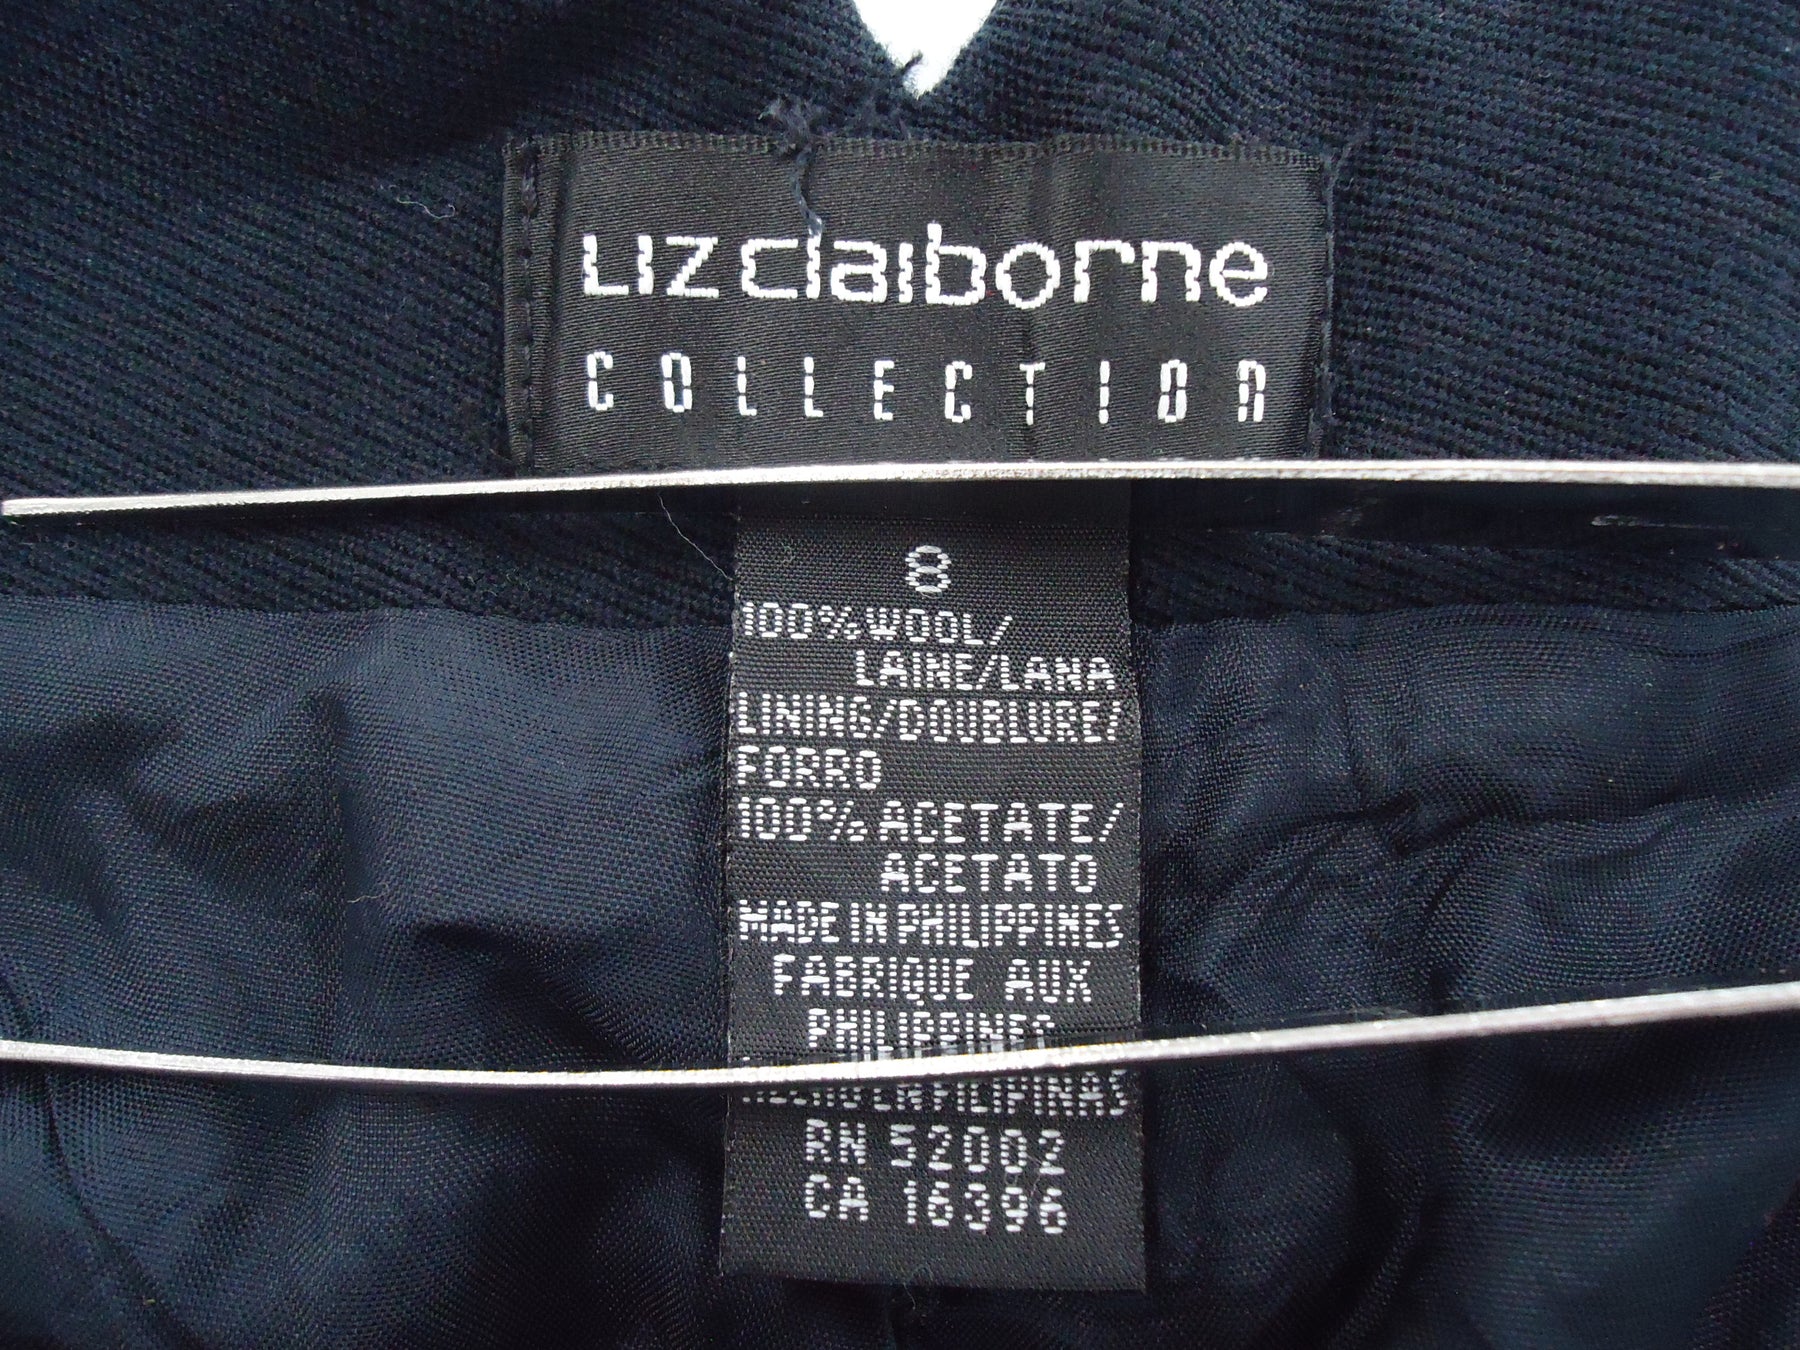 Liz claiborne
COLLECTION
8
100% WOOL/
LAINE/LANA
LINING/DOUBLURE/
FORRO
100% ACETATE/
ACETATO
MADE IN PHILIPPINES
FABRIQUE AUX
PHILIPPINES
HECHO EN FILIPINAS
RN 52002
CA 16396